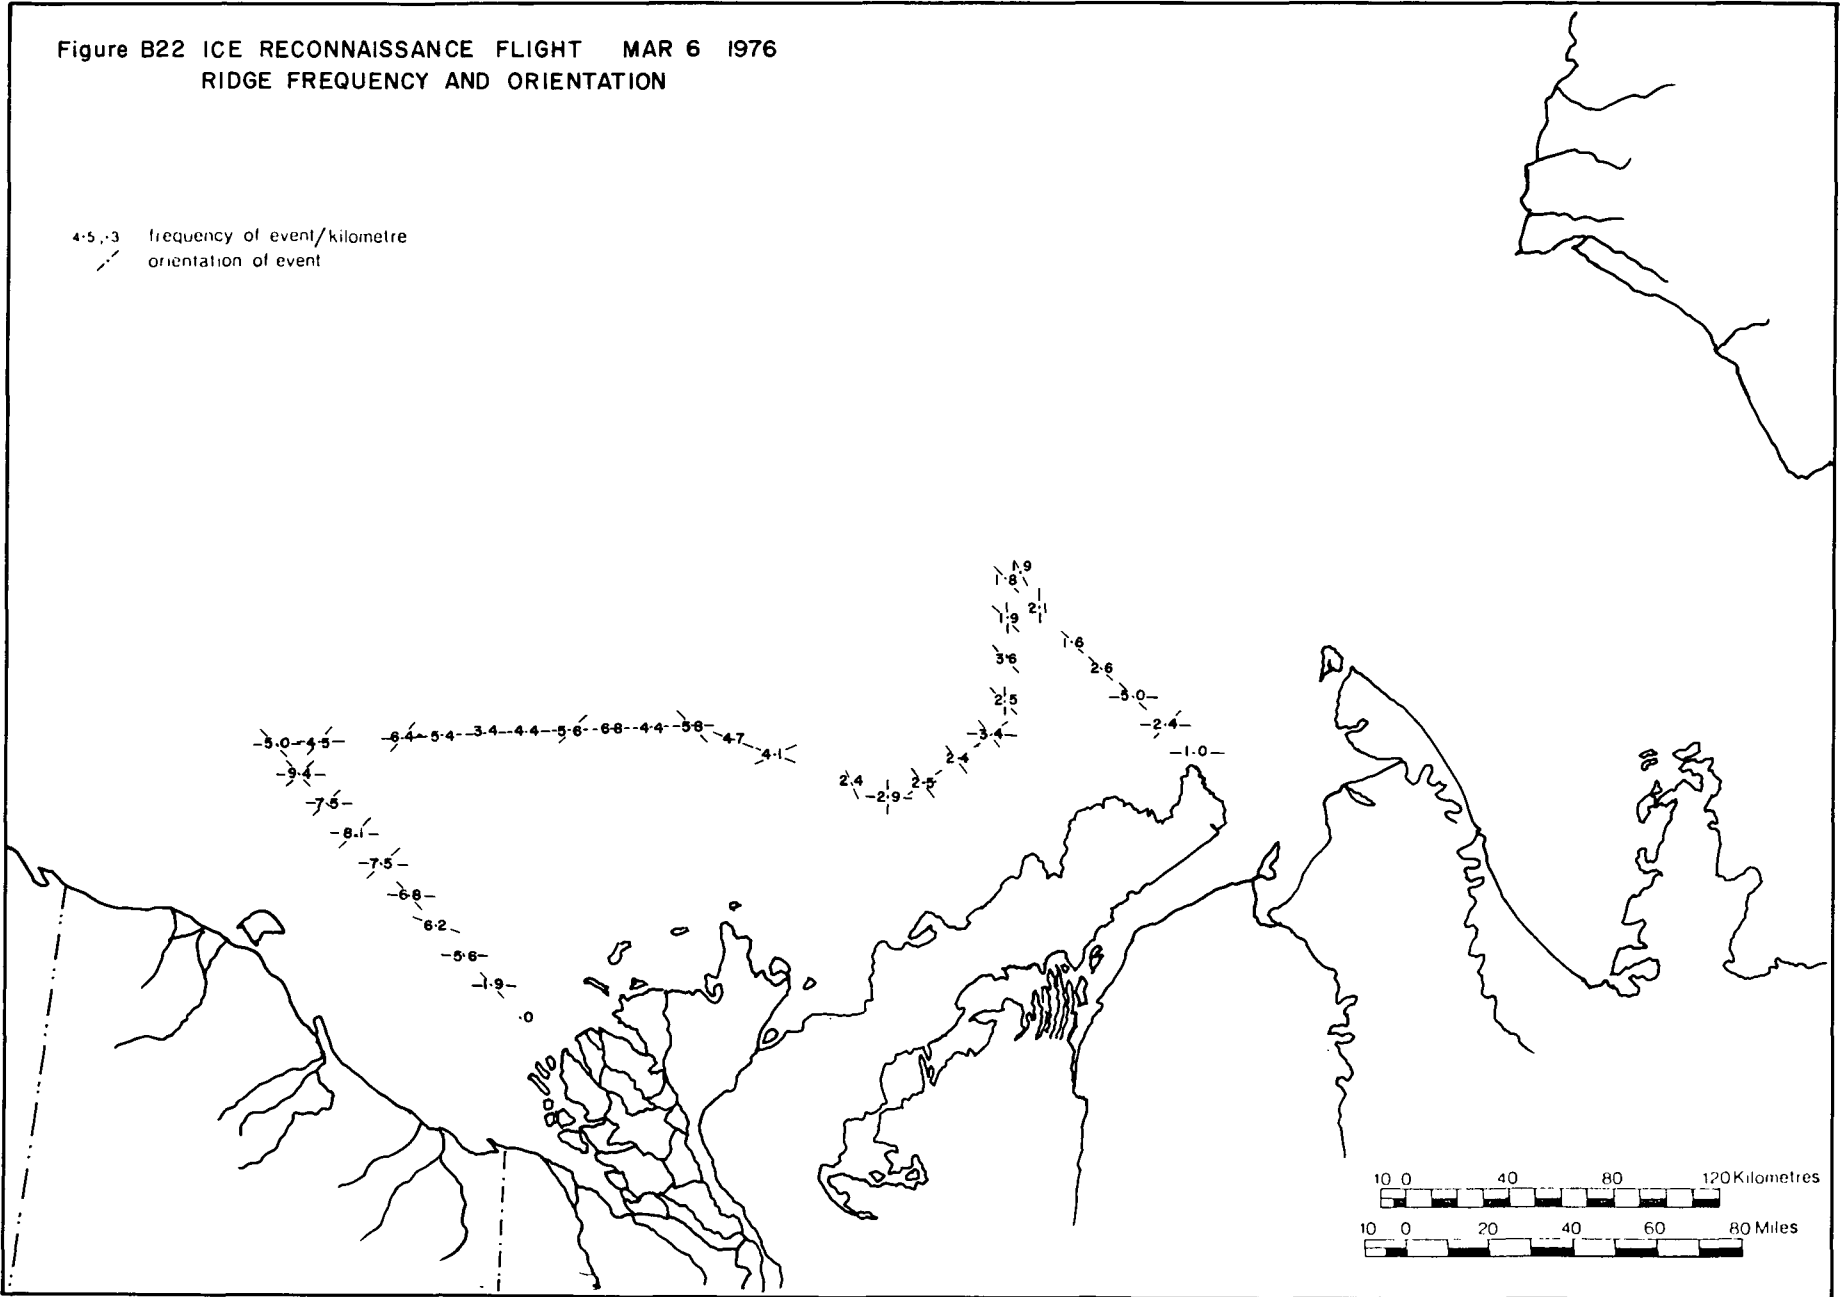 Figure B22 ICE RECONNAISSANCE FLIGHT MAR 6 1976
RIDGE FREQUENCY AND ORIENTATION
4·5,·3 frequency of event/kilometre
orientation of event
1·9
1·8
2·1
1·9
1·6
3·6
2·6
2·5
5·0
2·4
3·4
1·0
5·0 4·5 6·4 5·4 3·4 4·4 5·6 6·8 4·4 5·8 4·7 4·1
2·4
2·4 2·9 2·5
9·4
7·5
8·1
7·5
6·8
6·2
5·6
1·9
·0
10 0 40 80 120 Kilometres
10 0 20 40 60 80 Miles